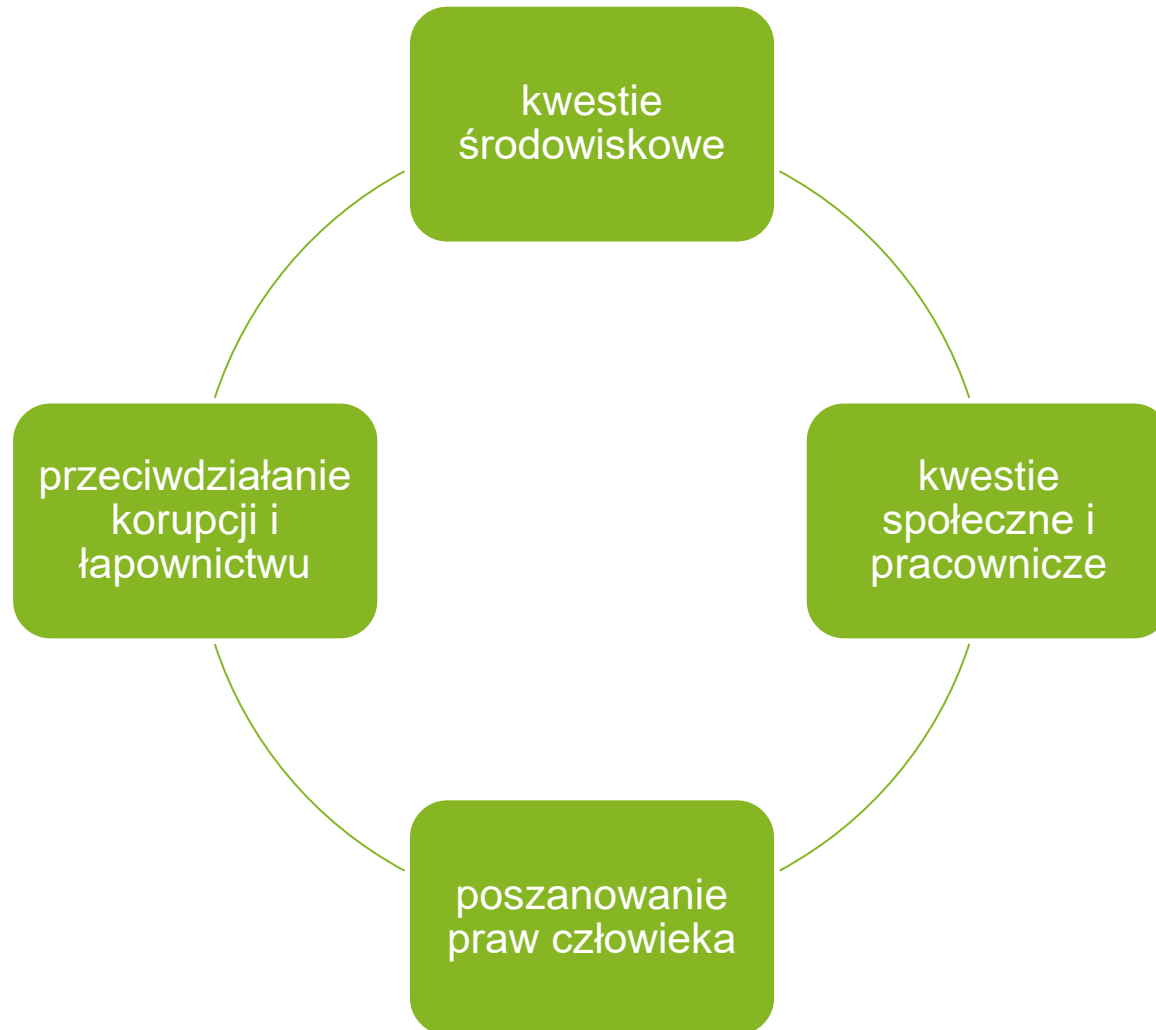 kwestie
środowiskowe
kwestie
społeczne i
pracownicze
poszanowanie
praw człowieka
przeciwdziałanie
korupcji i
łapownictwu